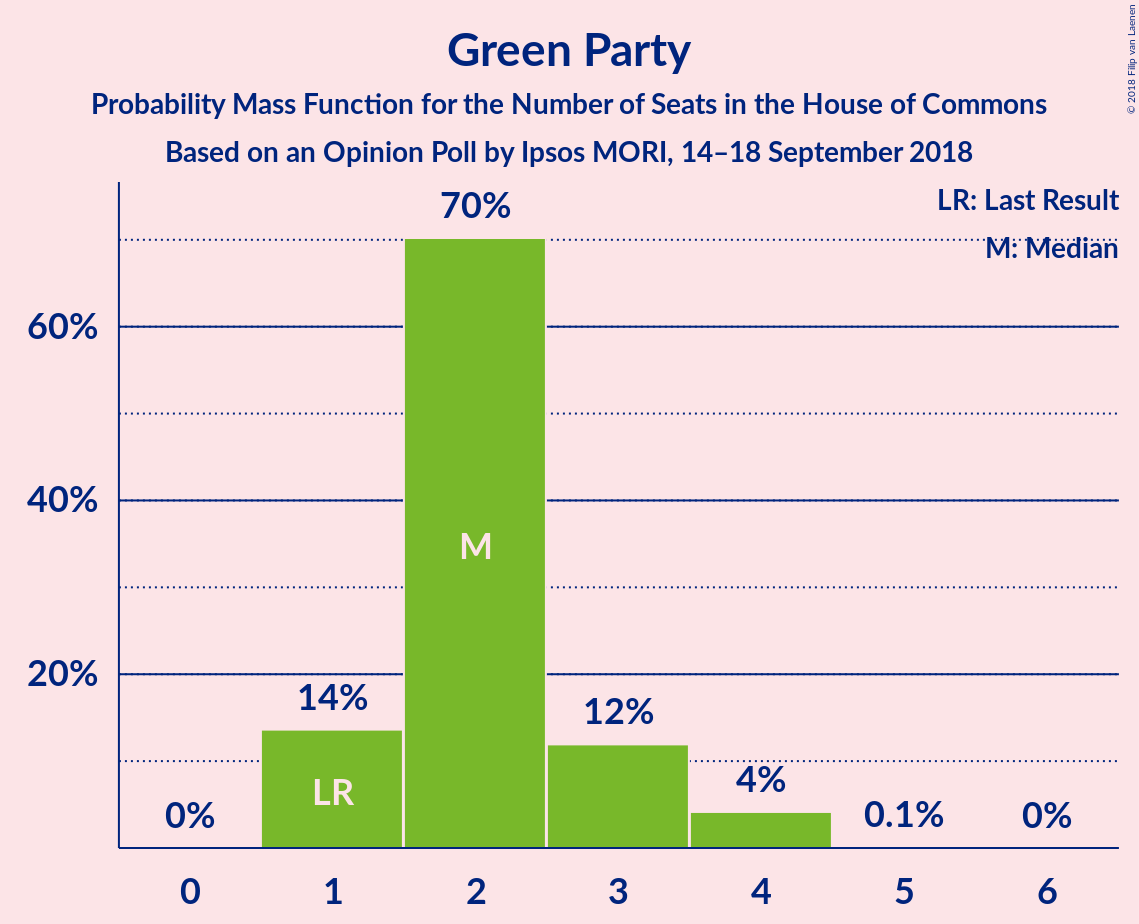 Green Party
Probability Mass Function for the Number of Seats in the House of Commons
Based on an Opinion Poll by Ipsos MORI, 14–18 September 2018
© 2018 Filip van Laenen
LR: Last Result
M: Median
70%
60%
40%
20%
M
14%
12%
LR
4%
0%
0.1%
0%
0 1 2 3 4 5 6